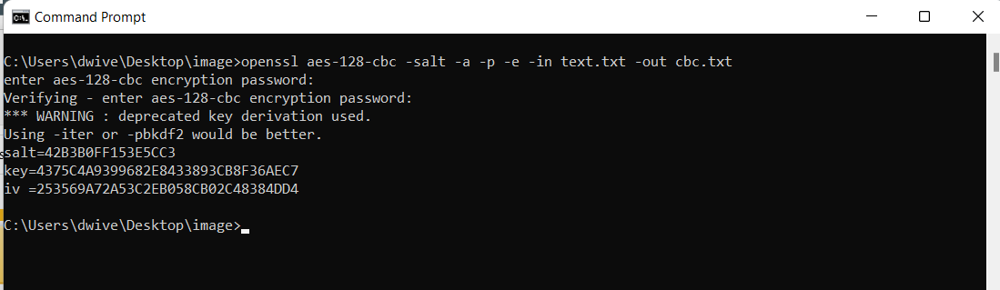 Command Prompt
C:\Users\dwive\Desktop\image>openssl aes-128-cbc -salt -a -p -e -in text.txt -out cbc.txt
enter aes-128-cbc encryption password:
Verifying - enter aes-128-cbc encryption password:
*** WARNING : deprecated key derivation used.
Using -iter or -pbkdf2 would be better.
salt=42B3B0FF153E5CC3
key=4375C4A9399682E8433893CB8F36AEC7
iv =253569A72A53C2EB058CB02C48384DD4
C:\Users\dwive\Desktop\image>